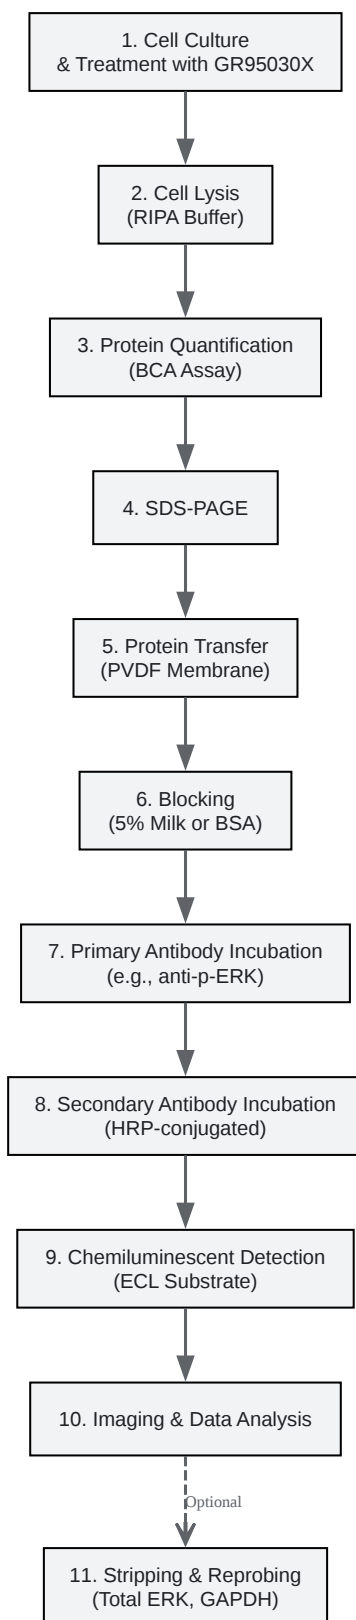 1. Cell Culture
& Treatment with GR95030X
2. Cell Lysis
(RIPA Buffer)
3. Protein Quantification
(BCA Assay)
4. SDS-PAGE
5. Protein Transfer
(PVDF Membrane)
6. Blocking
(5% Milk or BSA)
7. Primary Antibody Incubation
(e.g., anti-p-ERK)
8. Secondary Antibody Incubation
(HRP-conjugated)
9. Chemiluminescent Detection
(ECL Substrate)
10. Imaging & Data Analysis
Optional
11. Stripping & Reprobing
(Total ERK, GAPDH)